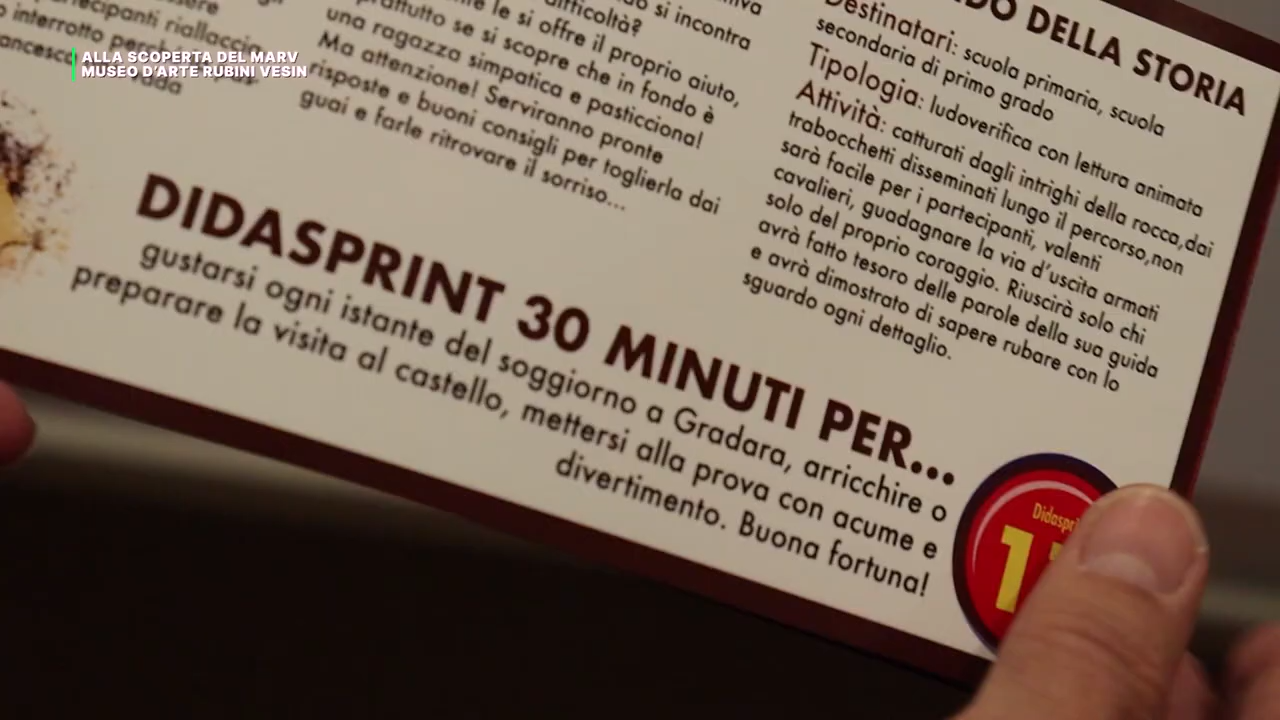 ALLA SCOPERTA DEL MARV
MUSEO D'ARTE RUBINI VESIN
interrotto per
le si offre il proprio aiuto,
si incontra
difficoltà?
se si scopre che in fondo è
una ragazza simpatica e pasticciona!
Ma attenzione! Serviranno pronte
risposte e buoni consigli per toglierla dai
guai e farle ritrovare il sorriso...
DELLA STORIA
Destinatari: scuola primaria, scuola
secondaria di primo grado
Tipologia: ludoverifica con lettura animata
Attività: catturati dagli intrighi della rocca,dai
trabocchetti disseminati lungo il percorso,non
sarà facile per i partecipanti, valenti
cavalieri, guadagnare la via d'uscita armati
solo del proprio coraggio. Riuscirà solo chi
avrà fatto tesoro delle parole della sua guida
e avrà dimostrato di sapere rubare con lo
sguardo ogni dettaglio.
DIDASPRINT 30 MINUTI PER...
gustarsi ogni istante del soggiorno a Gradara, arricchire o
preparare la visita al castello, mettersi alla prova con acume e
divertimento. Buona fortuna!